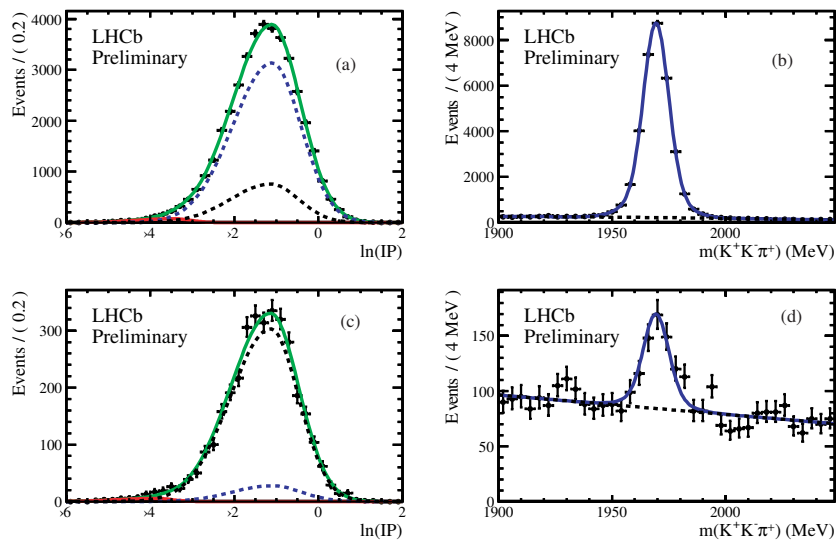 LHCb
Preliminary
(a)
Events / ( 0.2 )
4000
3000
2000
1000
0
›6 ›4 ›2 0 2
ln(IP)
LHCb
Preliminary
(b)
Events / ( 4 MeV )
8000
6000
4000
2000
0
1900 1950 2000
m(K+K-π+) (MeV)
LHCb
Preliminary
(c)
Events / ( 0.2 )
300
200
100
0
›6 ›4 ›2 0 2
ln(IP)
LHCb
Preliminary
(d)
Events / ( 4 MeV )
150
100
50
0
1900 1950 2000
m(K+K-π+) (MeV)